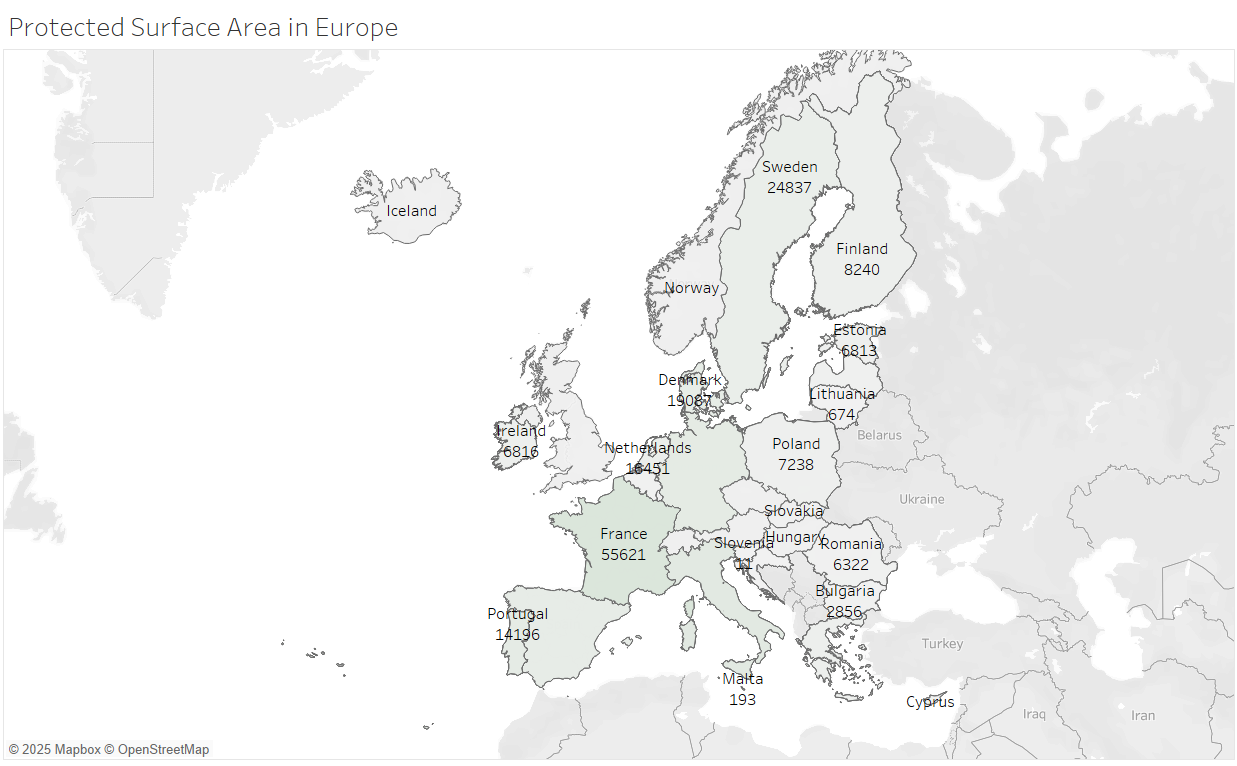 Protected Surface Area in Europe
Iceland
Sweden
24837
Finland
8240
Norway
Estonia
6813
Denmark
19087
Lithuania
674
Ireland
6816
Netherlands
16451
Poland
7238
Belarus
Ukraine
Slovakia
France
55621
Slovenia
11
Hungary
Romania
6322
Bulgaria
2856
Portugal
14196
Turkey
Malta
193
Cyprus
Iraq
Iran
© 2025 Mapbox © OpenStreetMap